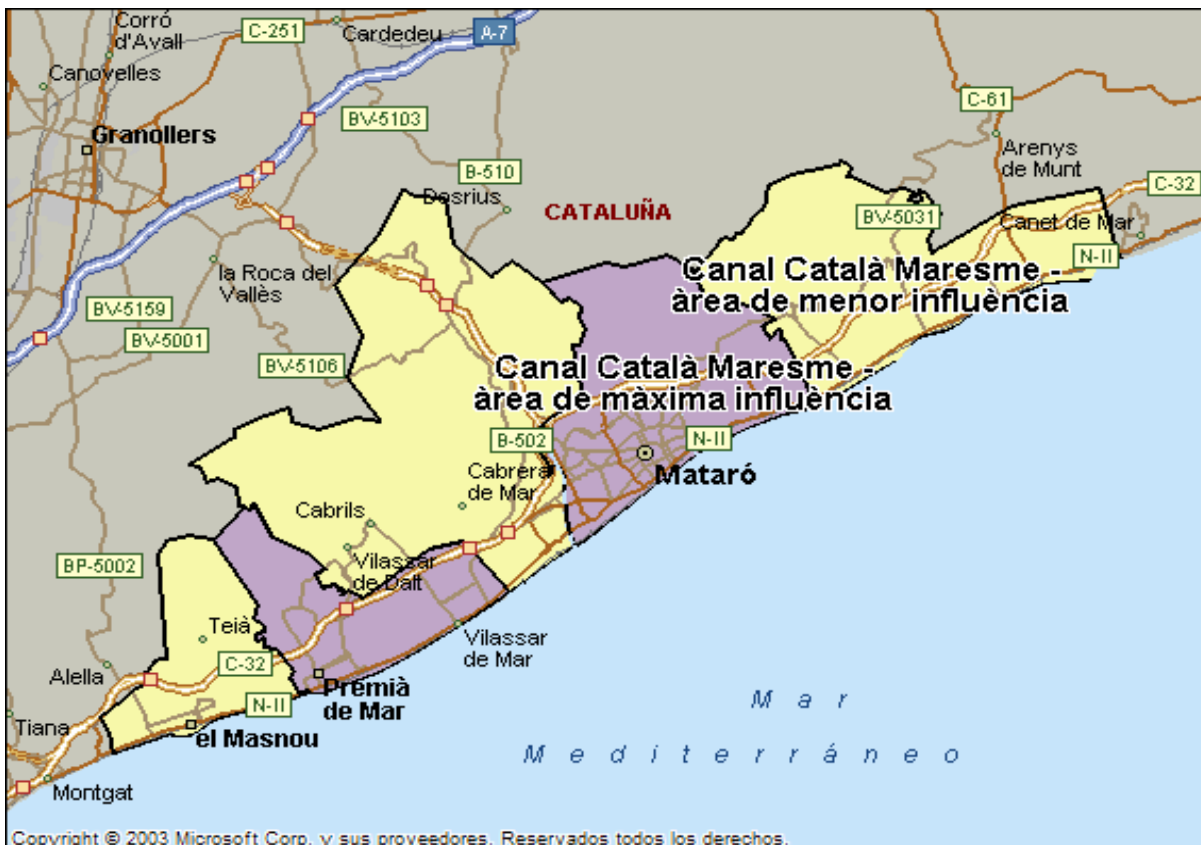 Corró
d'Avall
C-251
Cardedeu
A-7
Canovelles
C-61
BV-5103
Granollers
Arenys
de Munt
B-510
C-32
Dosrius
CATALUÑA
BV-5031
Canet de Mar
N-II
la Roca del
Vallès
Canal Català Maresme -
àrea de menor influència
BV-5159
BV-5001
BV-5106
Canal Català Maresme -
àrea de màxima influència
B-502
N-II
Cabrera
de Mar
Mataró
Cabrils
BP-5002
Vilassar
de Dalt
Teià
Vilassar
de Mar
Alella
C-32
Premià
de Mar
N-II
Mar
Tiana
el Masnou
Mediterráneo
Montgat
Copyright © 2003 Microsoft Corp. y sus proveedores. Reservados todos los derechos.